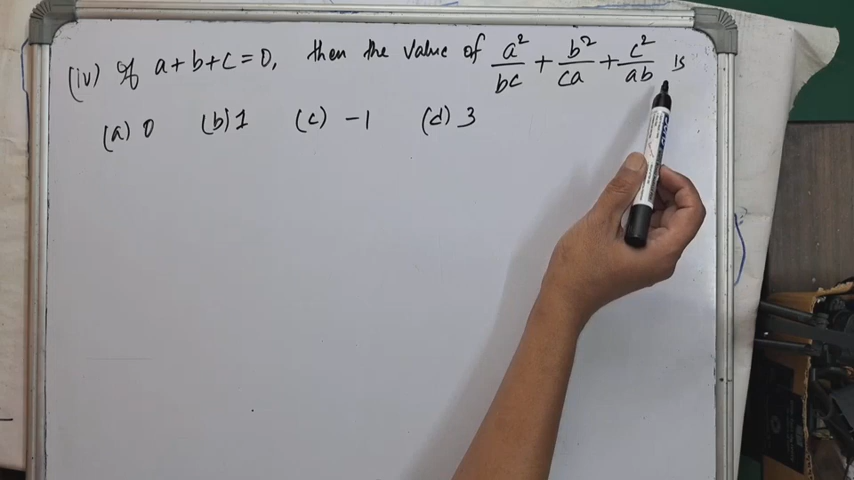 (iv) If a+b+c=0, then the value of a²/bc + b²/ca + c²/ab is
(a) 0 (b) 1 (c) -1 (d) 3